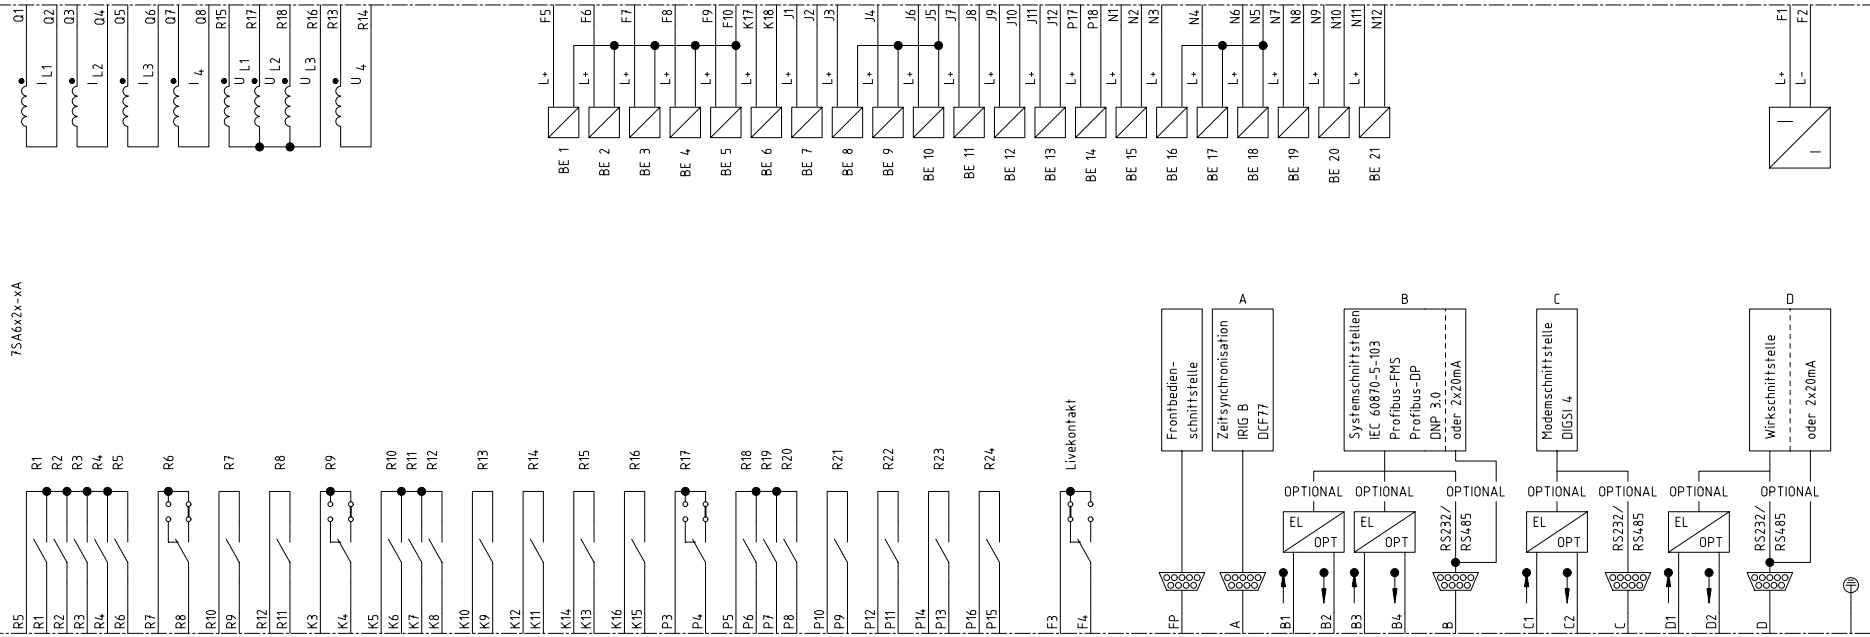 Q1 Q2 Q3 Q4 Q5 Q6 Q7 Q8 R15 R17 R18 R16 R13 R14
I L1 I L2 I L3 I 4 U L1 U L2 U L3 U 4
F5 F6 F7 F8 F9 F10 K17 K18 J1 J2 J3 J4 J6 J5 J7 J8 J9 J10 J11 J12 P17 P18 N1 N2 N3 N4 N6 N5 N7 N8 N9 N10 N11 N12
L+ L+ L+ L+ L+ L+ L+ L+ L+ L+ L+ L+ L+ L+ L+ L+ L+ L+ L+ L+ L+
BE 1 BE 2 BE 3 BE 4 BE 5 BE 6 BE 7 BE 8 BE 9 BE 10 BE 11 BE 12 BE 13 BE 14 BE 15 BE 16 BE 17 BE 18 BE 19 BE 20 BE 21
F1 F2
L+ L-
7SA6x2x-xA
R1 R2 R3 R4 R5 R6 R7 R8 R9 R10 R11 R12 R13 R14 R15 R16 R17 R18 R19 R20 R21 R22 R23 R24 Livekontakt
R5 R1 R2 R3 R4 R6 R7 R8 R10 R9 R12 R11 K3 K4 K5 K6 K7 K8 K10 K9 K12 K11 K14 K13 K16 K15 P3 P4 P5 P6 P7 P8 P10 P9 P12 P11 P14 P13 P16 P15 F3 F4
Frontbedien-
schnittstelle
FP
A
Zeitsynchronisation
IRIG B
DCF77
A
B
Systemschnittstellen
IEC 60870-5-103
Profibus-FMS
Profibus-DP
DNP 3.0
oder 2x20mA
OPTIONAL OPTIONAL OPTIONAL
EL OPT
EL OPT
RS232/
RS485
B1 B2 B3 B4 B
C
Modemschnittstelle
DIGSI 4
OPTIONAL OPTIONAL
EL OPT
RS232/
RS485
C1 C2 C
D
Wirkschnittstelle
oder 2x20mA
OPTIONAL OPTIONAL
EL OPT
RS232/
RS485
D1 D2 D